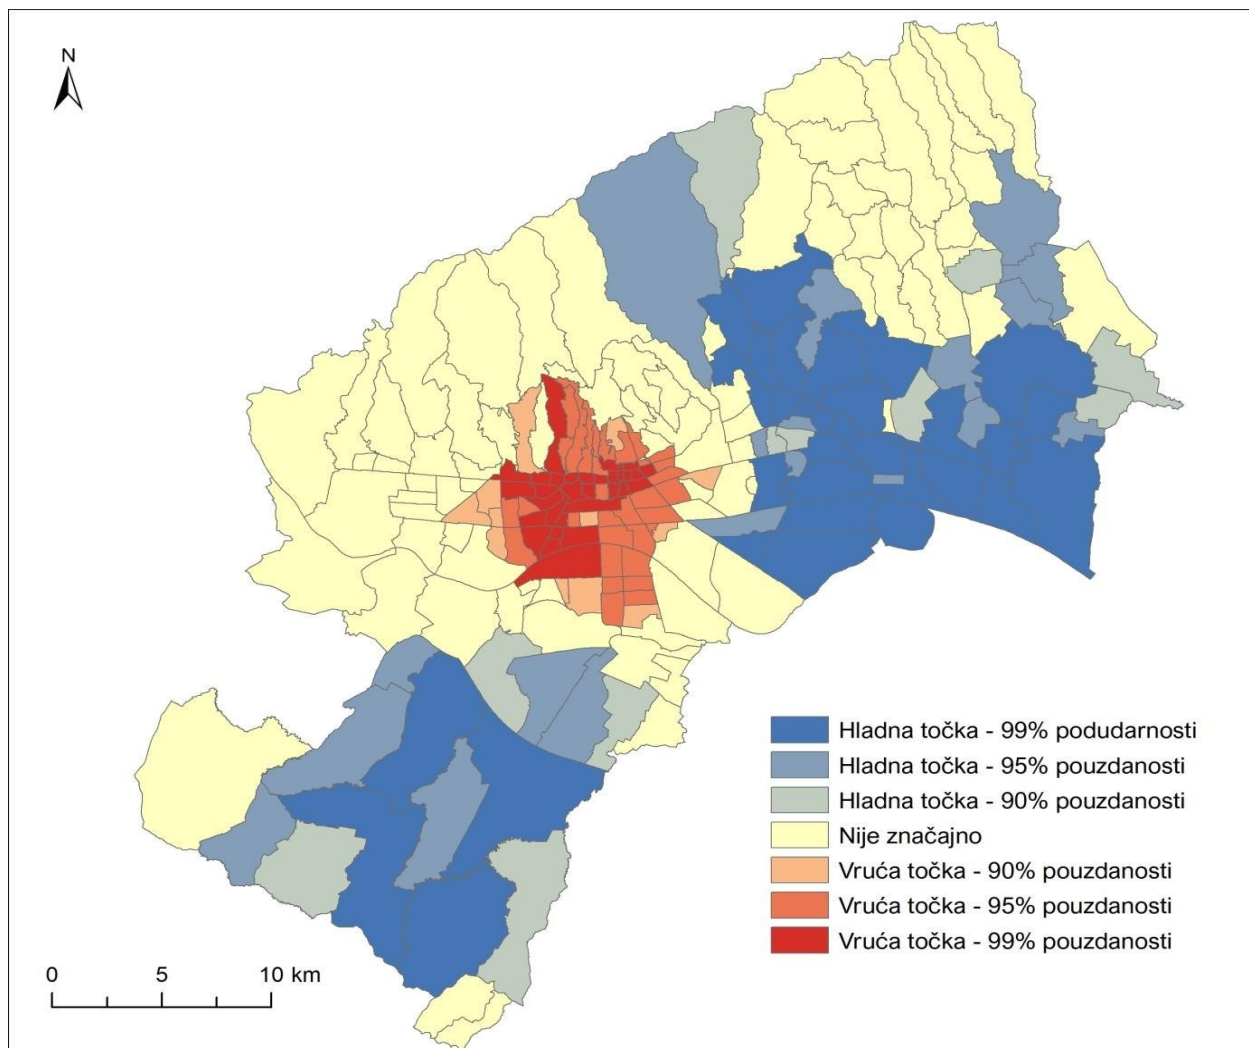 N
Hladna točka - 99% podudarnosti
Hladna točka - 95% pouzdanosti
Hladna točka - 90% pouzdanosti
Nije značajno
Vruća točka - 90% pouzdanosti
Vruća točka - 95% pouzdanosti
Vruća točka - 99% pouzdanosti
0 5 10 km